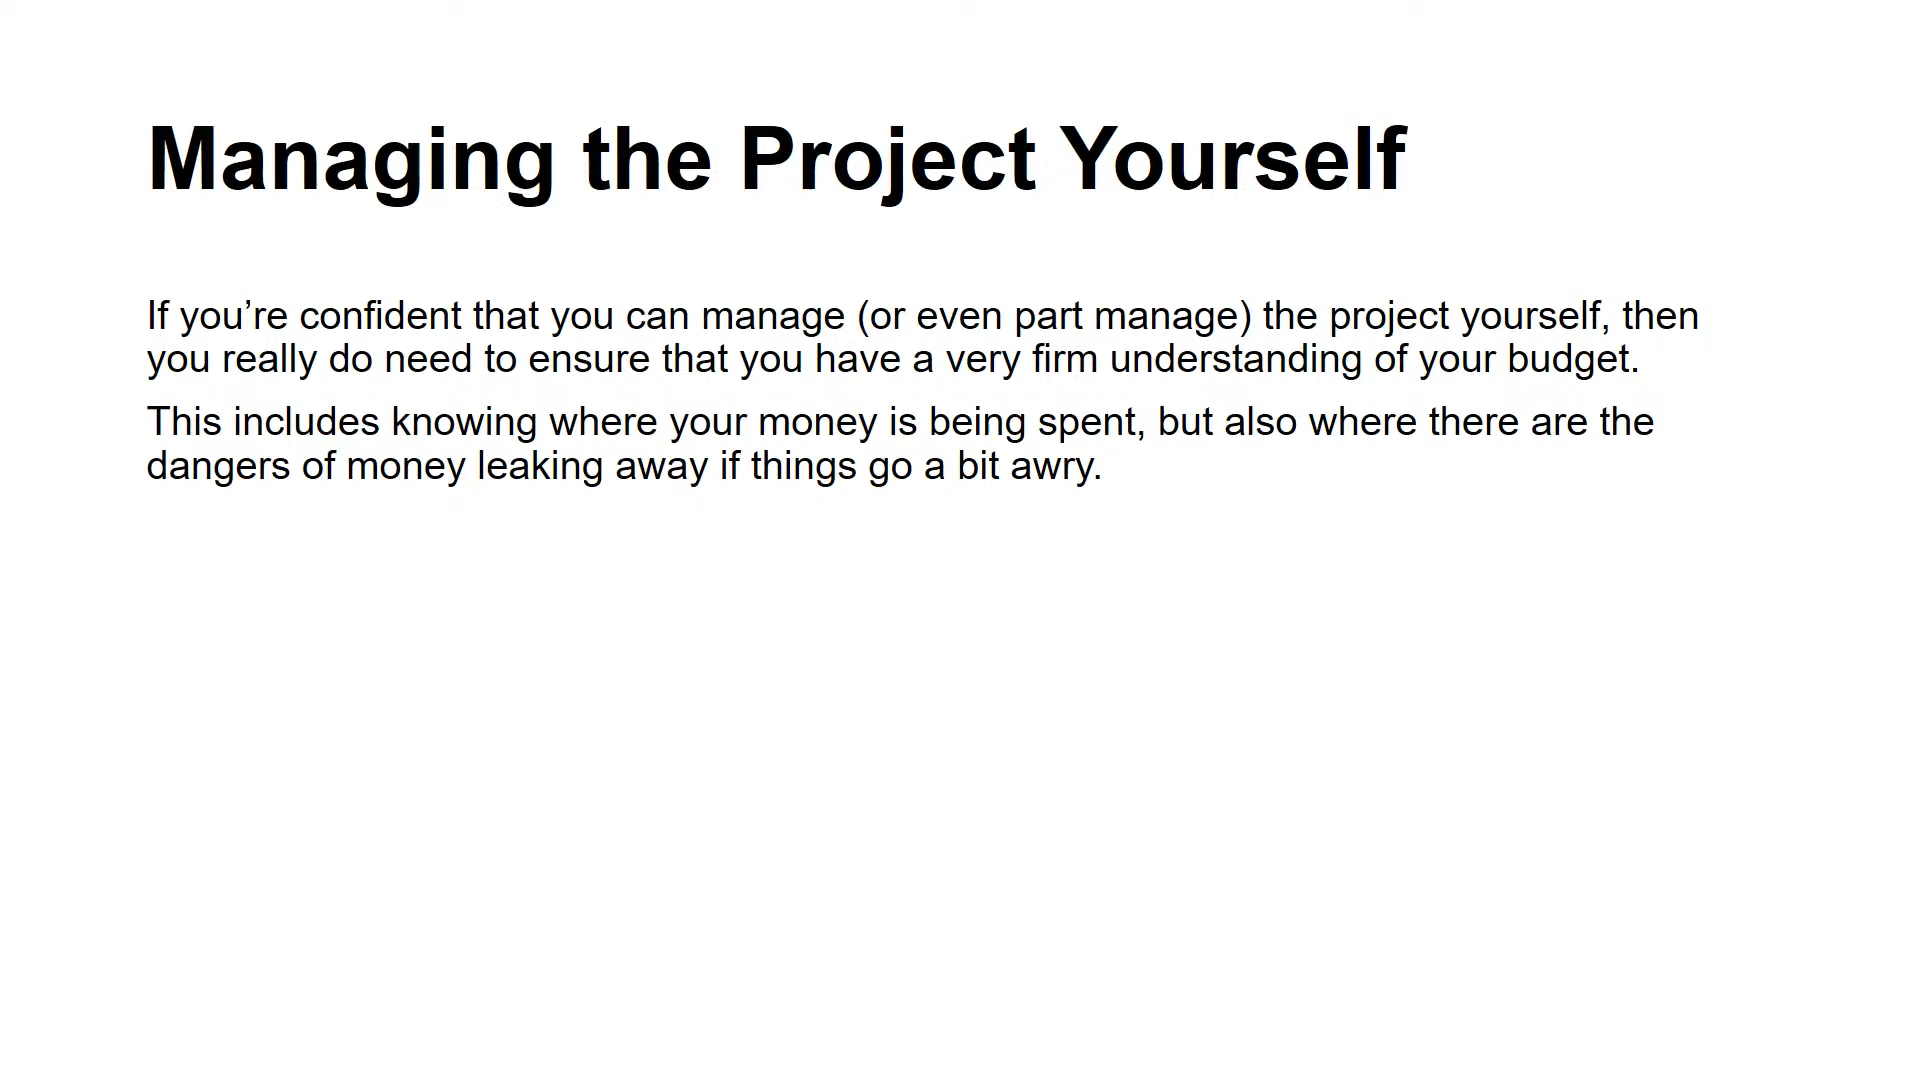 Managing the Project Yourself
If you’re confident that you can manage (or even part manage) the project yourself, then
you really do need to ensure that you have a very firm understanding of your budget.
This includes knowing where your money is being spent, but also where there are the
dangers of money leaking away if things go a bit awry.